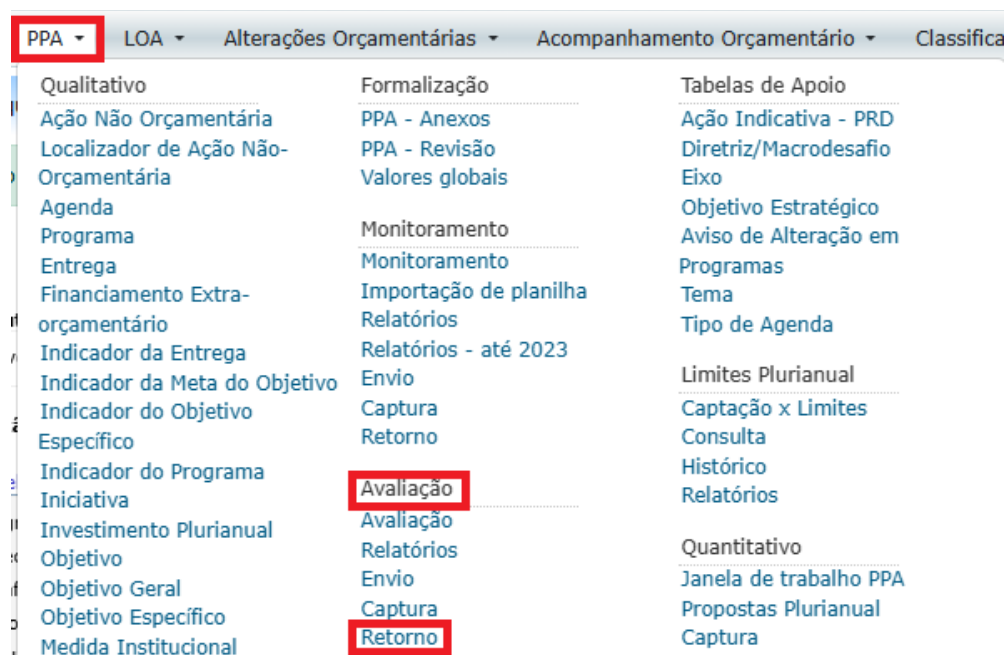 PPA LOA Alterações Orçamentárias Acompanhamento Orçamentário Classifica
Qualitativo
Ação Não Orçamentária
Localizador de Ação Não-
Orçamentária
Agenda
Programa
Entrega
Financiamento Extra-
orçamentário
Indicador da Entrega
Indicador da Meta do Objetivo
Indicador do Objetivo
Específico
Indicador do Programa
Iniciativa
Investimento Plurianual
Objetivo
Objetivo Geral
Objetivo Específico
Medida Institucional
Formalização
PPA - Anexos
PPA - Revisão
Valores globais
Monitoramento
Monitoramento
Importação de planilha
Relatórios
Relatórios - até 2023
Envio
Captura
Retorno
Avaliação
Avaliação
Relatórios
Envio
Captura
Retorno
Tabelas de Apoio
Ação Indicativa - PRD
Diretriz/Macrodesafio
Eixo
Objetivo Estratégico
Aviso de Alteração em
Programas
Tema
Tipo de Agenda
Limites Plurianual
Captação x Limites
Consulta
Histórico
Relatórios
Quantitativo
Janela de trabalho PPA
Propostas Plurianual
Captura